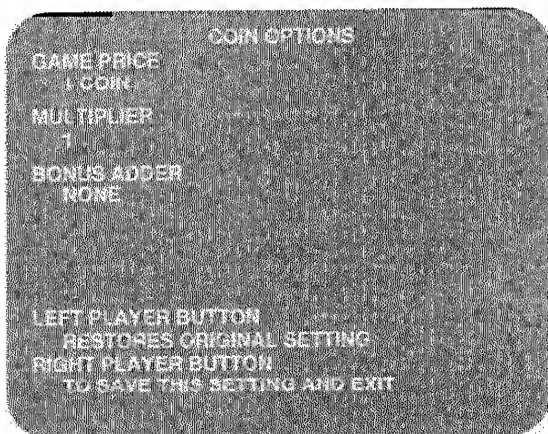 COIN OPTIONS
GAME PRICE
1 COIN
MULTIPLIER
1
BONUS ADDER
NONE
LEFT PLAYER BUTTON
RESTORES ORIGINAL SETTING
RIGHT PLAYER BUTTON
TO SAVE THIS SETTING AND EXIT